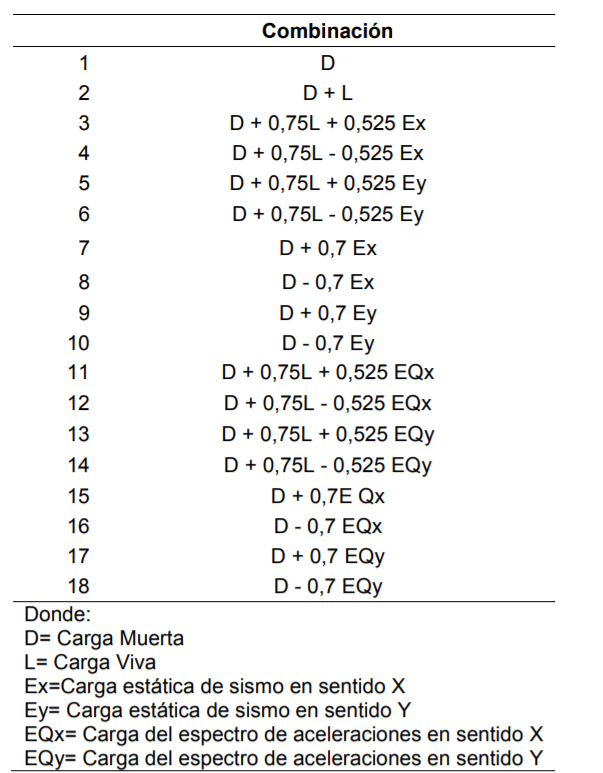 Combinación
1 D
2 D + L
3 D + 0,75L + 0,525 Ex
4 D + 0,75L - 0,525 Ex
5 D + 0,75L + 0,525 Ey
6 D + 0,75L - 0,525 Ey
7 D + 0,7 Ex
8 D - 0,7 Ex
9 D + 0,7 Ey
10 D - 0,7 Ey
11 D + 0,75L + 0,525 EQx
12 D + 0,75L - 0,525 EQx
13 D + 0,75L + 0,525 EQy
14 D + 0,75L - 0,525 EQy
15 D + 0,7E Qx
16 D - 0,7 EQx
17 D + 0,7 EQy
18 D - 0,7 EQy
Donde:
D= Carga Muerta
L= Carga Viva
Ex=Carga estática de sismo en sentido X
Ey= Carga estática de sismo en sentido Y
EQx= Carga del espectro de aceleraciones en sentido X
EQy= Carga del espectro de aceleraciones en sentido Y